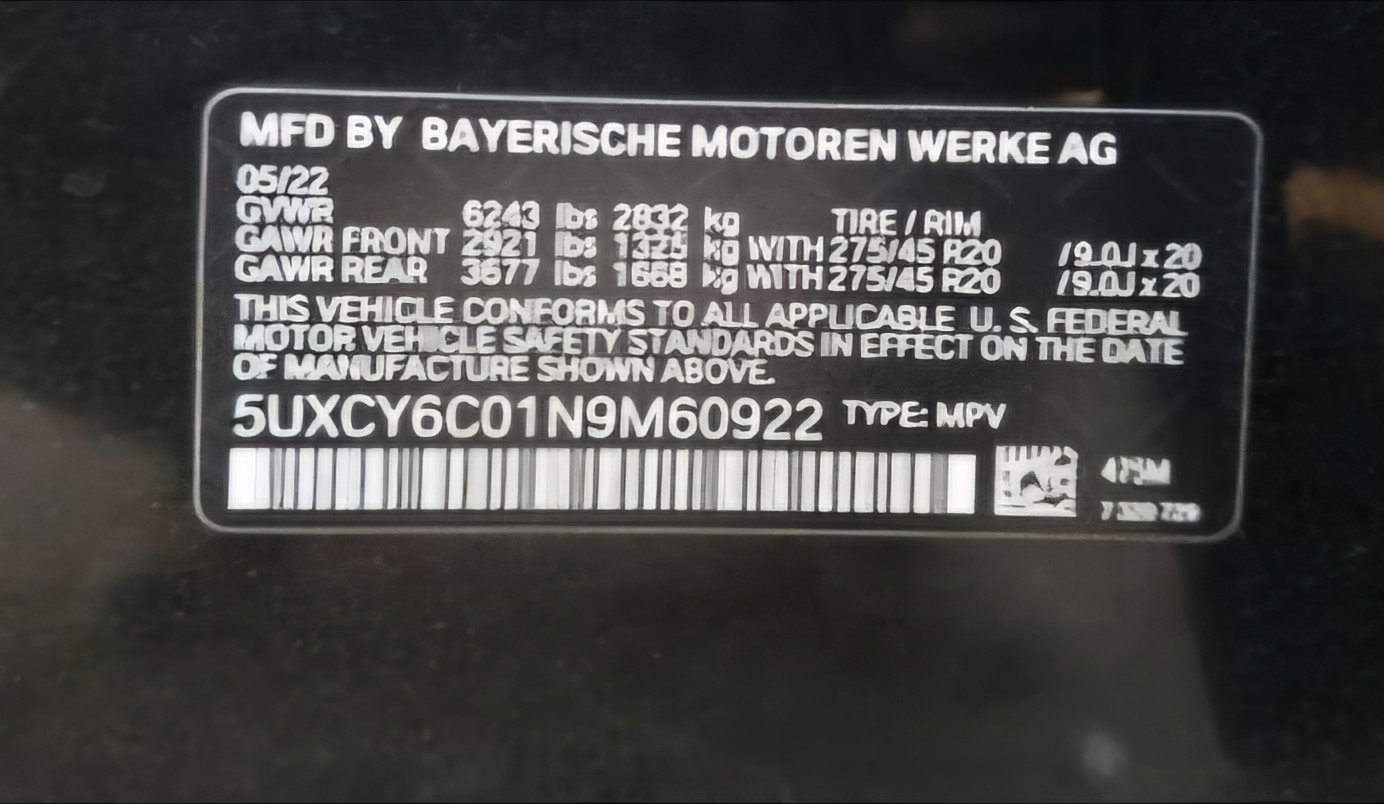 MFD BY BAYERISCHE MOTOREN WERKE AG
05/22
GVWR 6243 lbs 2832 kg TIRE / RIM
GAWR FRONT 2921 lbs 1325 kg WITH 275/45 R20 / 9.0J x 20
GAWR REAR 3677 lbs 1668 kg WITH 275/45 R20 / 9.0J x 20
THIS VEHICLE CONFORMS TO ALL APPLICABLE U. S. FEDERAL
MOTOR VEHICLE SAFETY STANDARDS IN EFFECT ON THE DATE
OF MANUFACTURE SHOWN ABOVE.
5UXCY6C01N9M60922 TYPE: MPV